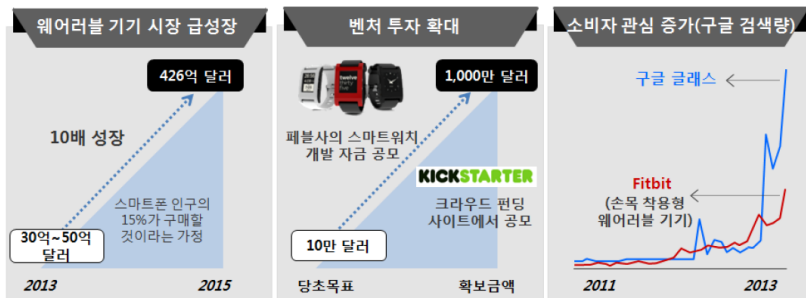 웨어러블 기기 시장 급성장
426억 달러
10배 성장
스마트폰 인구의
15%가 구매할
것이라는 가정
30억~50억
달러
2013
2015
벤처 투자 확대
1,000만 달러
페블사의 스마트워치
개발 자금 공모
KICKSTARTER
크라우드 펀딩
사이트에서 공모
10만 달러
당초목표
확보금액
소비자 관심 증가(구글 검색량)
구글 글래스
Fitbit
(손목 착용형
웨어러블 기기)
2011
2013